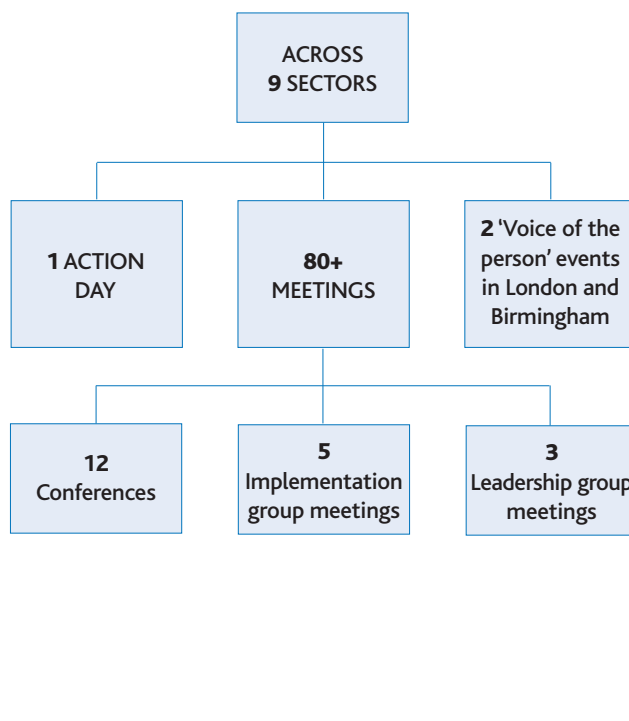 ACROSS
9 SECTORS
1 ACTION
DAY
80+
MEETINGS
2 ‘Voice of the
person’ events
in London and
Birmingham
12
Conferences
5
Implementation
group meetings
3
Leadership group
meetings